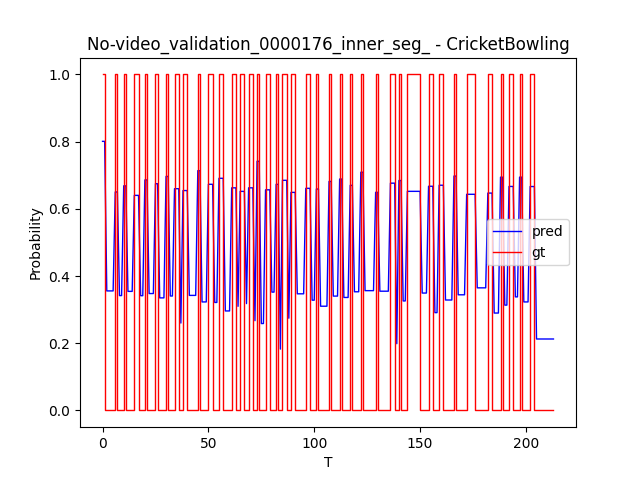 No-video_validation_0000176_inner_seg_ - CricketBowling
1.0
0.8
0.6
0.4
0.2
0.0
Probability
pred
gt
0
50
100
150
200
T